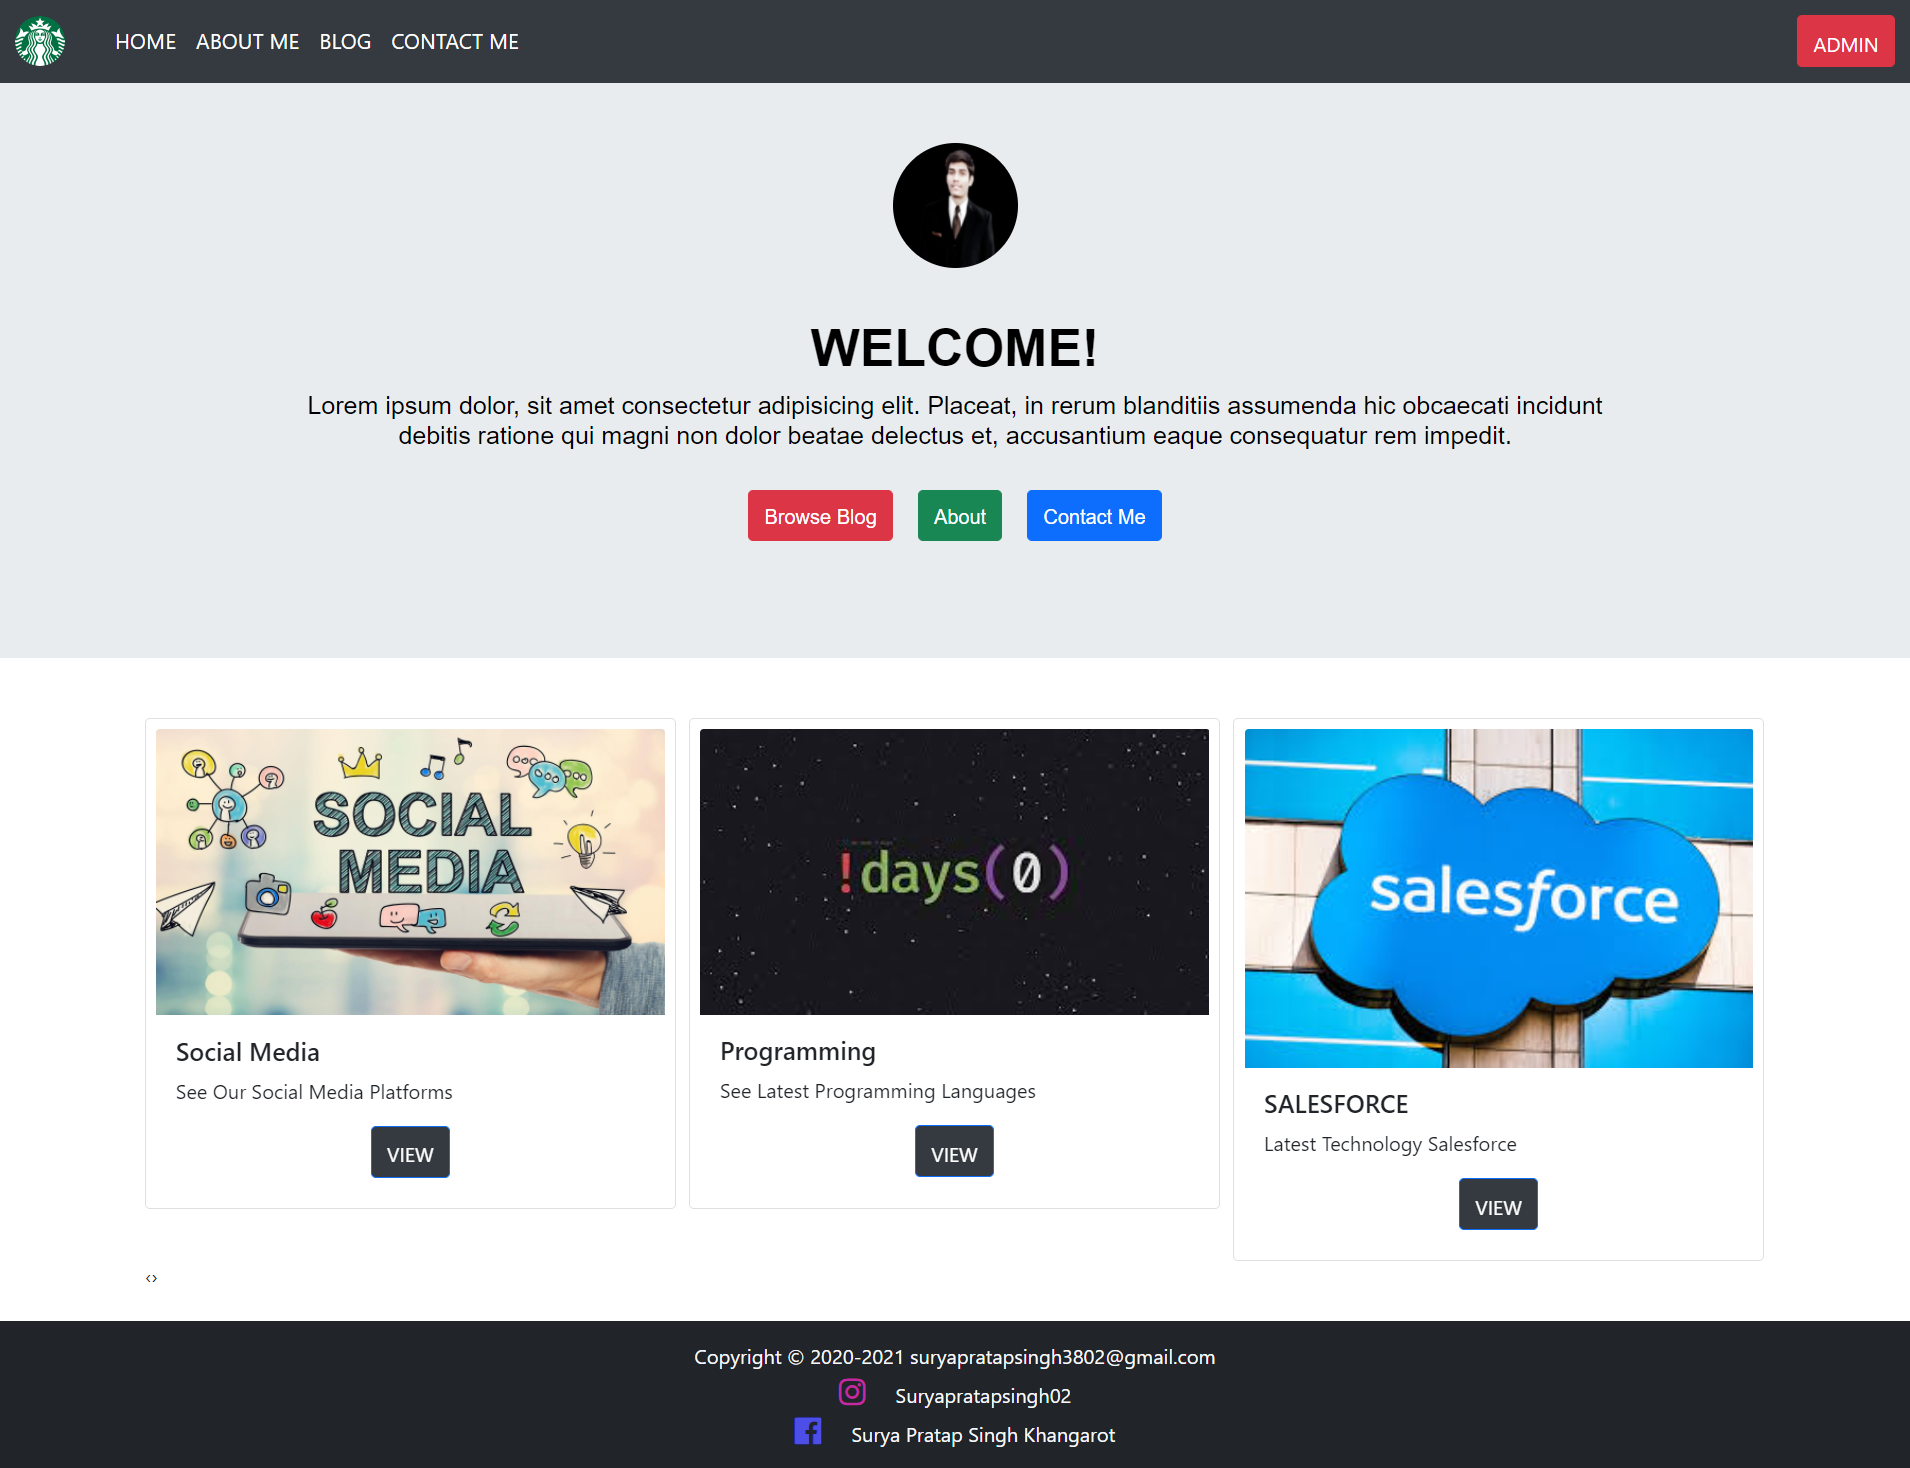 HOME ABOUT ME BLOG CONTACT ME ADMIN
WELCOME!
Lorem ipsum dolor, sit amet consectetur adipisicing elit. Placeat, in rerum blanditiis assumenda hic obcaecati incidunt
debitis ratione qui magni non dolor beatae delectus et, accusantium eaque consequatur rem impedit.
Browse Blog About Contact Me
SOCIAL
MEDIA
Social Media
See Our Social Media Platforms
VIEW
!days(0)
Programming
See Latest Programming Languages
VIEW
salesforce
SALESFORCE
Latest Technology Salesforce
VIEW
‹›
Copyright © 2020-2021 suryapratapsingh3802@gmail.com
Suryapratapsingh02
Surya Pratap Singh Khangarot